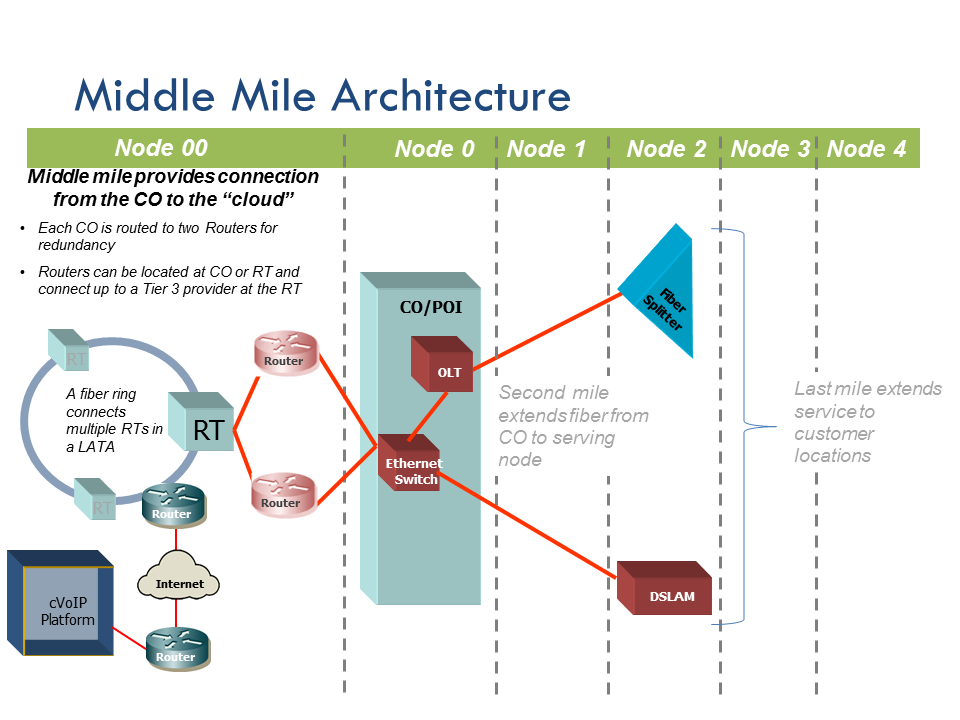 Middle Mile Architecture
Node 00
Node 0
Node 1
Node 2
Node 3
Node 4
Middle mile provides connection
from the CO to the “cloud”
• Each CO is routed to two Routers for
redundancy
• Routers can be located at CO or RT and
connect up to a Tier 3 provider at the RT
RT
A fiber ring
connects
multiple RTs in
a LATA
RT
RT
Router
Router
Router
Internet
Router
cVoIP
Platform
CO/POI
OLT
Ethernet
Switch
Second mile
extends fiber from
CO to serving
node
Fiber
Splitter
DSLAM
Last mile extends
service to
customer
locations